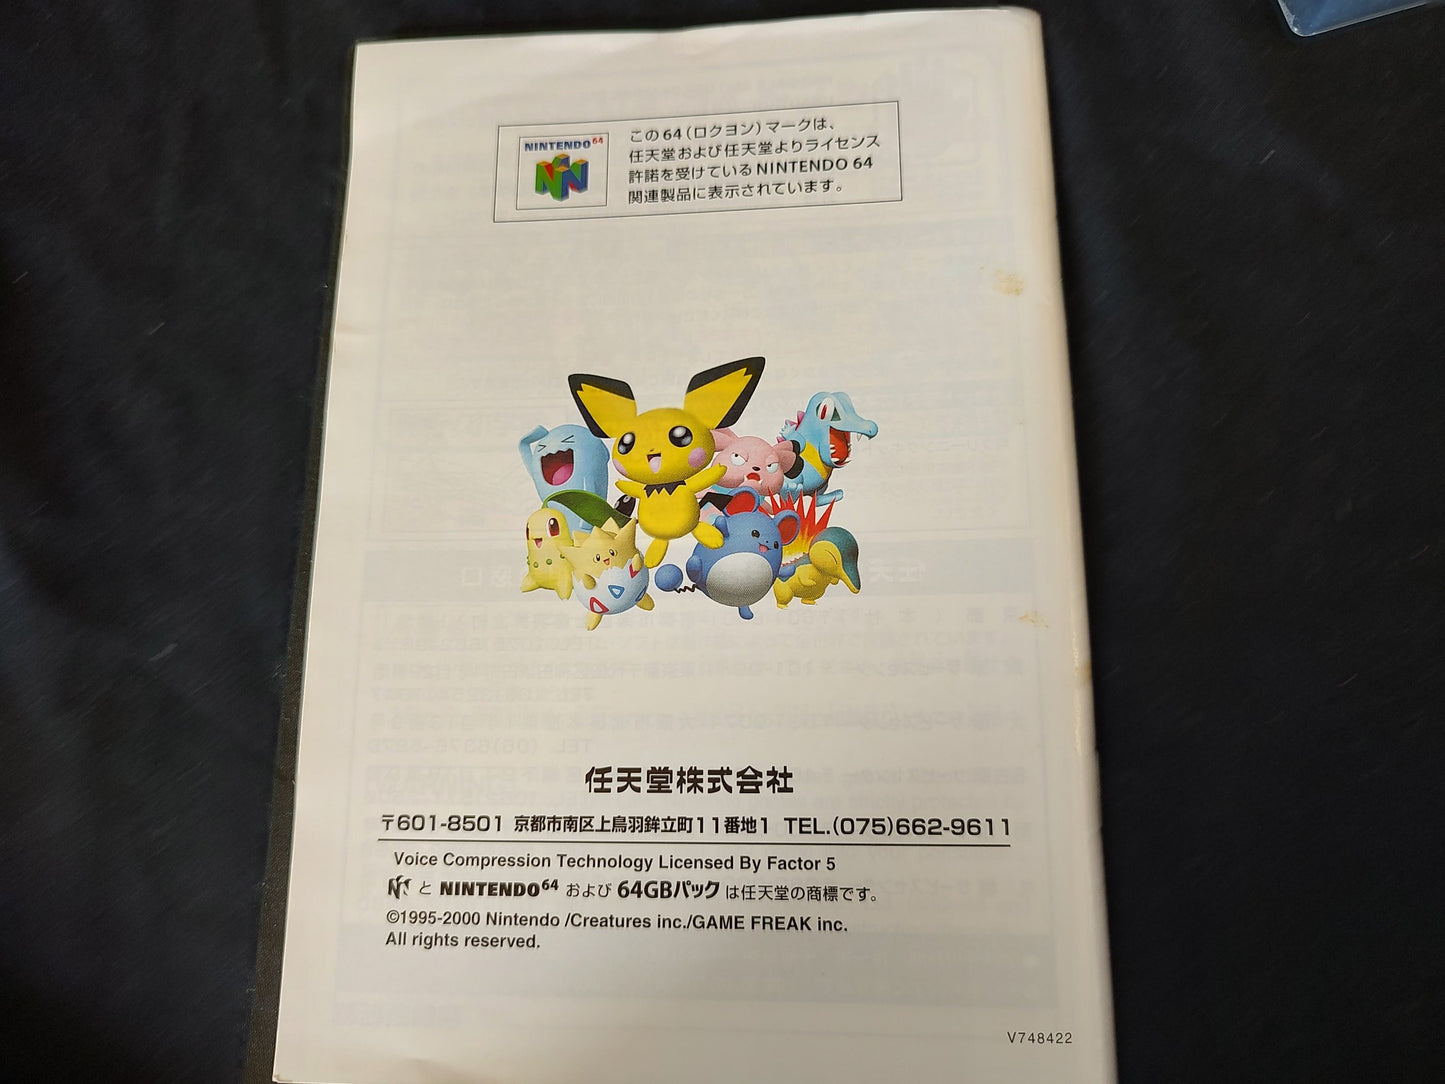 NINTENDO 64
この64(ロクヨン)マークは、
任天堂および任天堂よりライセンス
許諾を受けているNINTENDO 64
関連製品に表示されています。
任天堂株式会社
〒601-8501 京都市南区上鳥羽鉾立町11番地1 TEL.(075)662-9611
Voice Compression Technology Licensed By Factor 5
と NINTENDO64 および 64GBパック は任天堂の商標です。
©1995-2000 Nintendo /Creatures inc./GAME FREAK inc.
All rights reserved.
V748422